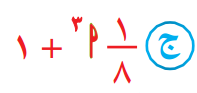 ج ١/٨ م٣ + ١